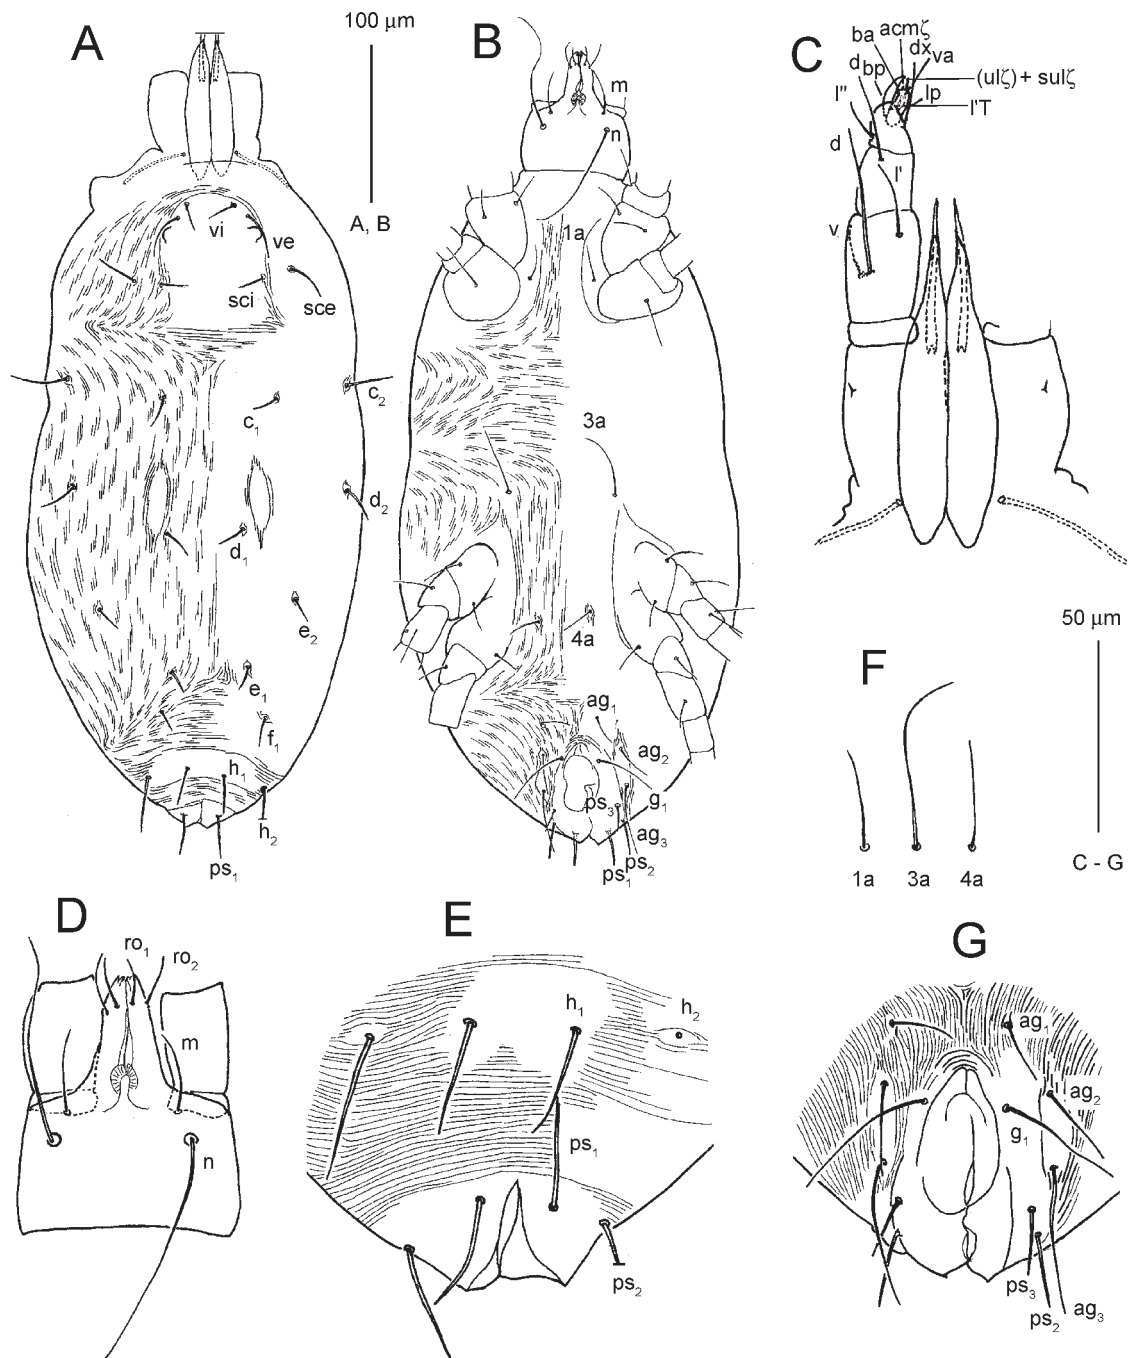 A
100 μm
A, B
vi
ve
sci
sce
c₂
c₁
d₂
d₁
e₂
e₁
f₁
h₁
h₂
ps₁
B
m
n
1a
3a
4a
ag₁
ag₂
g₁
ps₃
ag₃
ps₂
ps₁
C
ba
acmζ
dx
va
d
bp
(ulζ) + sulζ
lp
l'T
l"
d
l'
v
50 μm
C - G
F
1a
3a
4a
D
ro₁
ro₂
m
n
E
h₁
h₂
ps₁
ps₂
G
ag₁
ag₂
g₁
ps₃
ps₂
ag₃